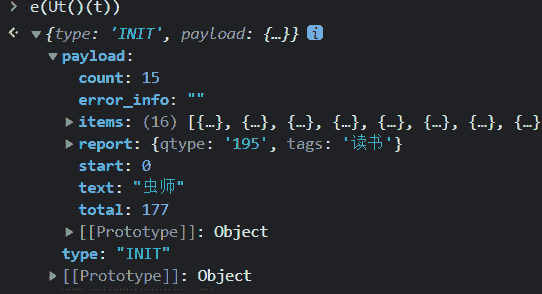 > e(Ut()(t))
{type: 'INIT', payload: {…}} i
payload:
count: 15
error_info: ""
items: (16) [{…}, {…}, {…}, {…}, {…}, {…}, {…}, {…}
report: {qtype: '195', tags: '读书'}
start: 0
text: "虫师"
total: 177
[[Prototype]]: Object
type: "INIT"
[[Prototype]]: Object